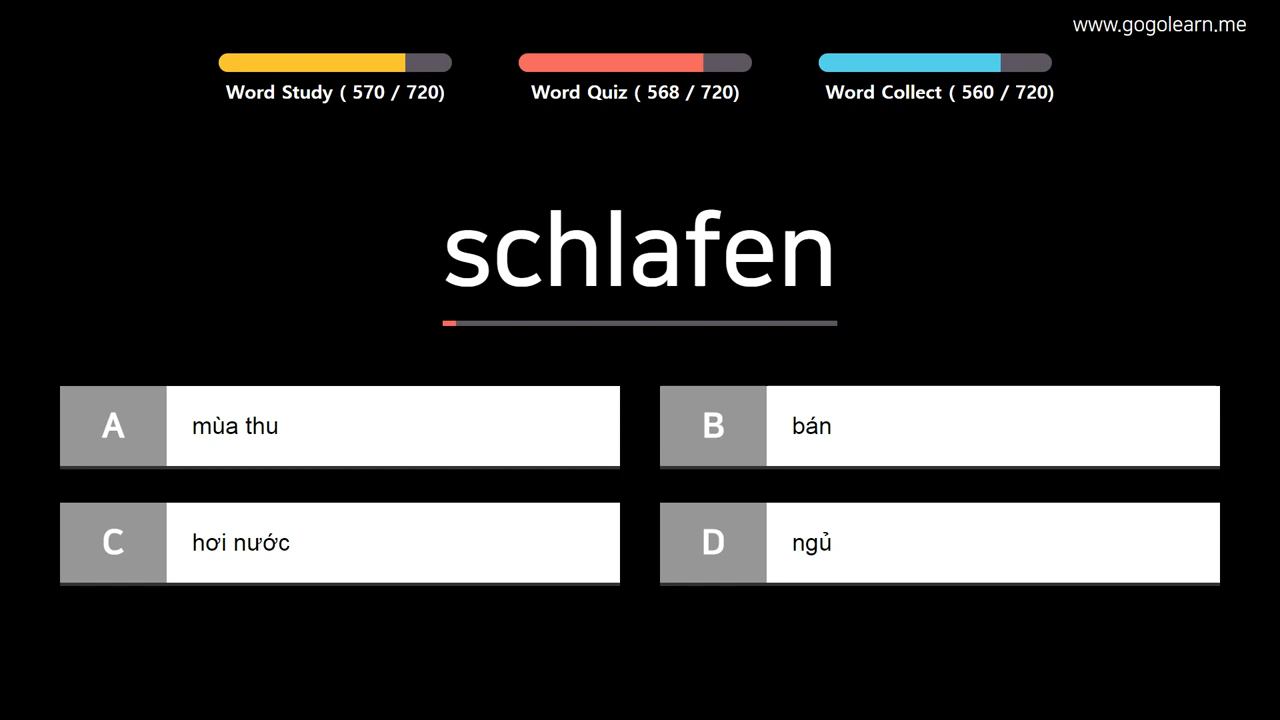 www.gogolearn.me
Word Study ( 570 / 720)
Word Quiz ( 568 / 720)
Word Collect ( 560 / 720)
schlafen
A mùa thu
B bán
C hơi nước
D ngủ